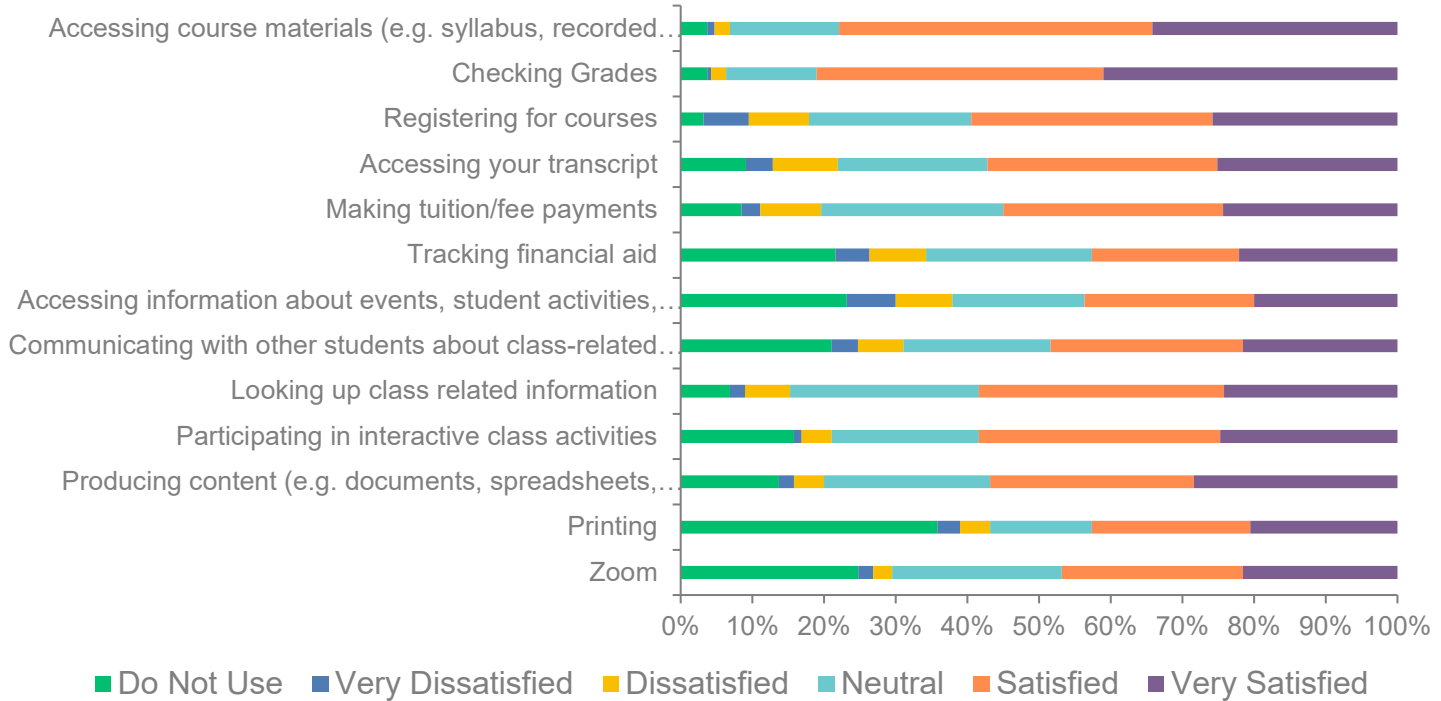 Accessing course materials (e.g. syllabus, recorded…
Checking Grades
Registering for courses
Accessing your transcript
Making tuition/fee payments
Tracking financial aid
Accessing information about events, student activities,…
Communicating with other students about class-related…
Looking up class related information
Participating in interactive class activities
Producing content (e.g. documents, spreadsheets,…
Printing
Zoom
0% 10% 20% 30% 40% 50% 60% 70% 80% 90% 100%
Do Not Use Very Dissatisfied Dissatisfied Neutral Satisfied Very Satisfied